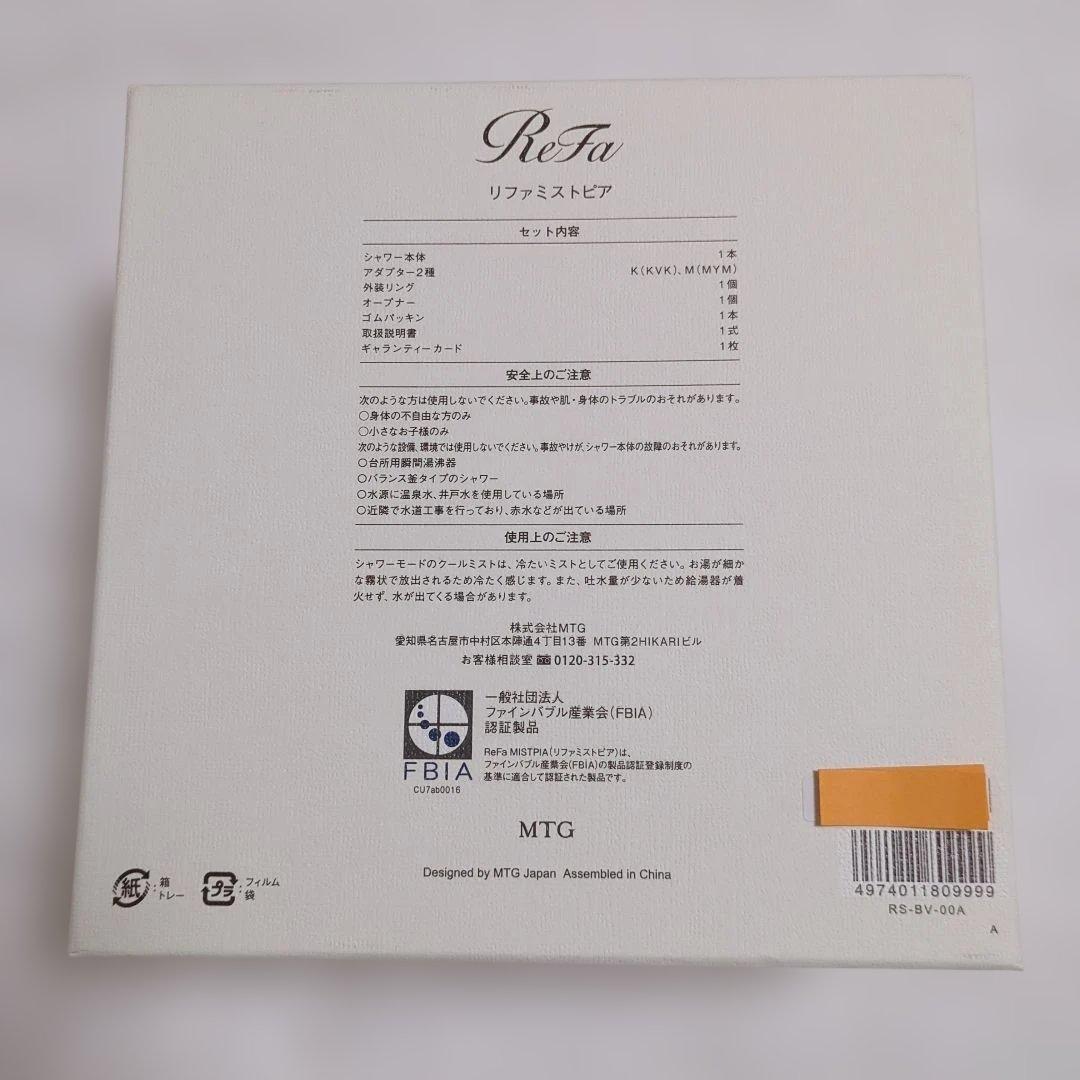 ReFa
リファミストピア
セット内容
シャワー本体 1本
アダプター2種 K(KVK)、M(MYM)
外装リング 1個
オープナー 1個
ゴムパッキン 1本
取扱説明書 1式
ギャランティーカード 1枚
安全上のご注意
次のような方は使用しないでください。事故や肌・身体のトラブルのおそれがあります。
○身体の不自由な方のみ
○小さなお子様のみ
次のような設備、環境では使用しないでください。事故やけが、シャワー本体の故障のおそれがあります。
○台所用瞬間湯沸器
○バランス釜タイプのシャワー
○水源に温泉水、井戸水を使用している場所
○近隣で水道工事を行っており、赤水などが出ている場所
使用上のご注意
シャワーモードのクールミストは、冷たいミストとしてご使用ください。お湯が細か
な霧状で放出されるため冷たく感じます。また、吐水量が少ないため給湯器が着
火せず、水が出てくる場合があります。
株式会社MTG
愛知県名古屋市中村区本陣通4丁目13番 MTG第2HIKARIビル
お客様相談室 0120-315-332
一般社団法人
ファインバブル産業会(FBIA)
認証製品
ReFa MISTPIA(リファミストピア)は、
ファインバブル産業会(FBIA)の製品認証登録制度の
基準に適合して認証された製品です。
FBIA
CU7ab0016
MTG
Designed by MTG Japan Assembled in China
紙 : 箱
トレー
プラ : フィルム
袋
4974011809999
RS-BV-00A
A